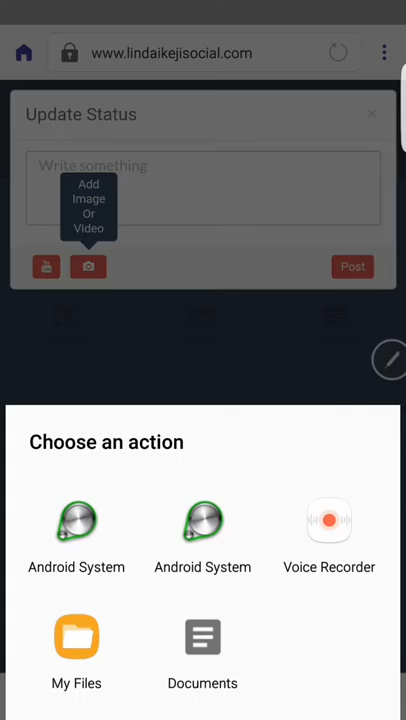 www.lindaikejisocial.com
Update Status
×
Write something
Add
Image
Or
Video
Post
Choose an action
Android System
Android System
Voice Recorder
My Files
Documents